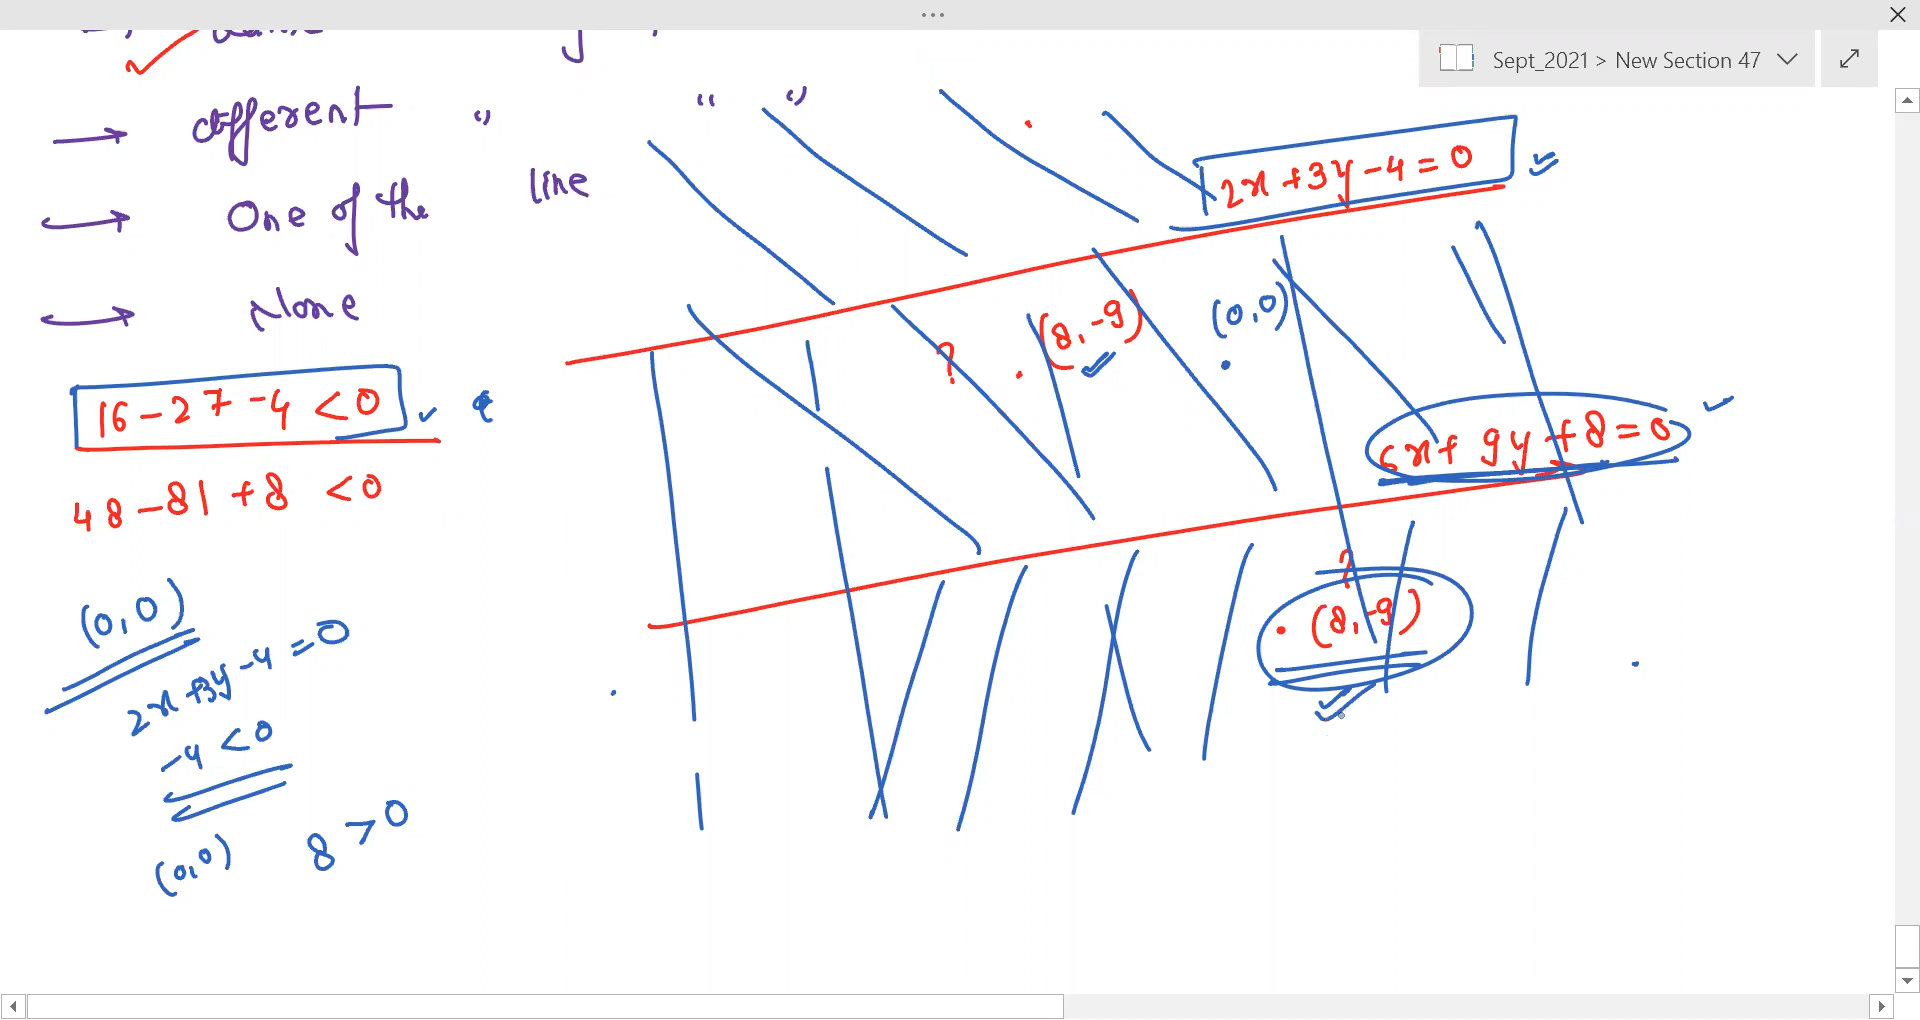 Sept_2021 > New Section 47
→ different " " "
→ One of the line
→ None
2x+3y-4=0
(8,-9)
(0,0)
?
16-27-4<0
6x+9y+8=0
48-81+8 <0
?
(8,-9)
(0,0)
2x+3y-4=0
-4<0
(0,0) 8>0